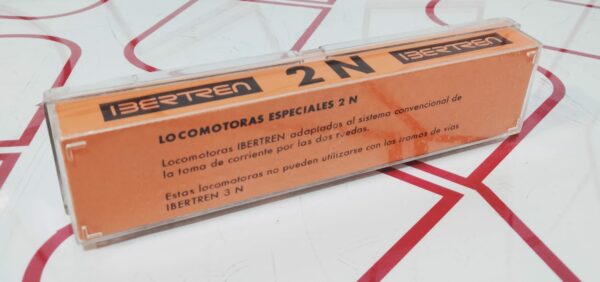 IBERTREN 2 N IBERTREN
LOCOMOTORAS ESPECIALES 2 N
Locomotoras IBERTREN adaptadas al sistema convencional de
la toma de corriente por las dos ruedas.
Estas locomotoras no pueden utilizarse con los tramos de vías
IBERTREN 3 N